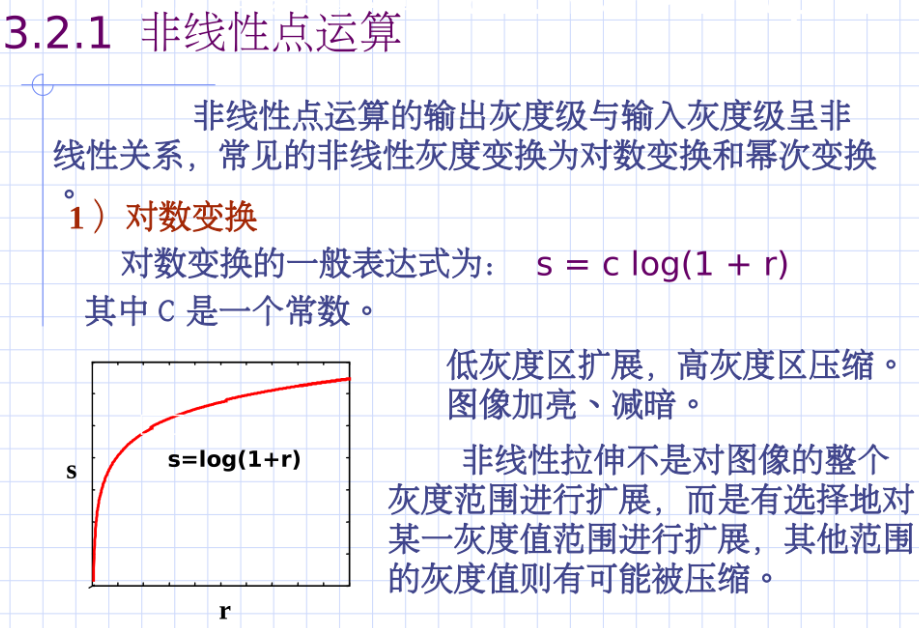 3.2.1 非线性点运算
非线性点运算的输出灰度级与输入灰度级呈非
线性关系，常见的非线性灰度变换为对数变换和幂次变换
。
1）对数变换
对数变换的一般表达式为： s = c log(1 + r)
其中 C 是一个常数。
低灰度区扩展，高灰度区压缩。
图像加亮、减暗。
s=log(1+r)
s
r
非线性拉伸不是对图像的整个
灰度范围进行扩展，而是有选择地对
某一灰度值范围进行扩展，其他范围
的灰度值则有可能被压缩。